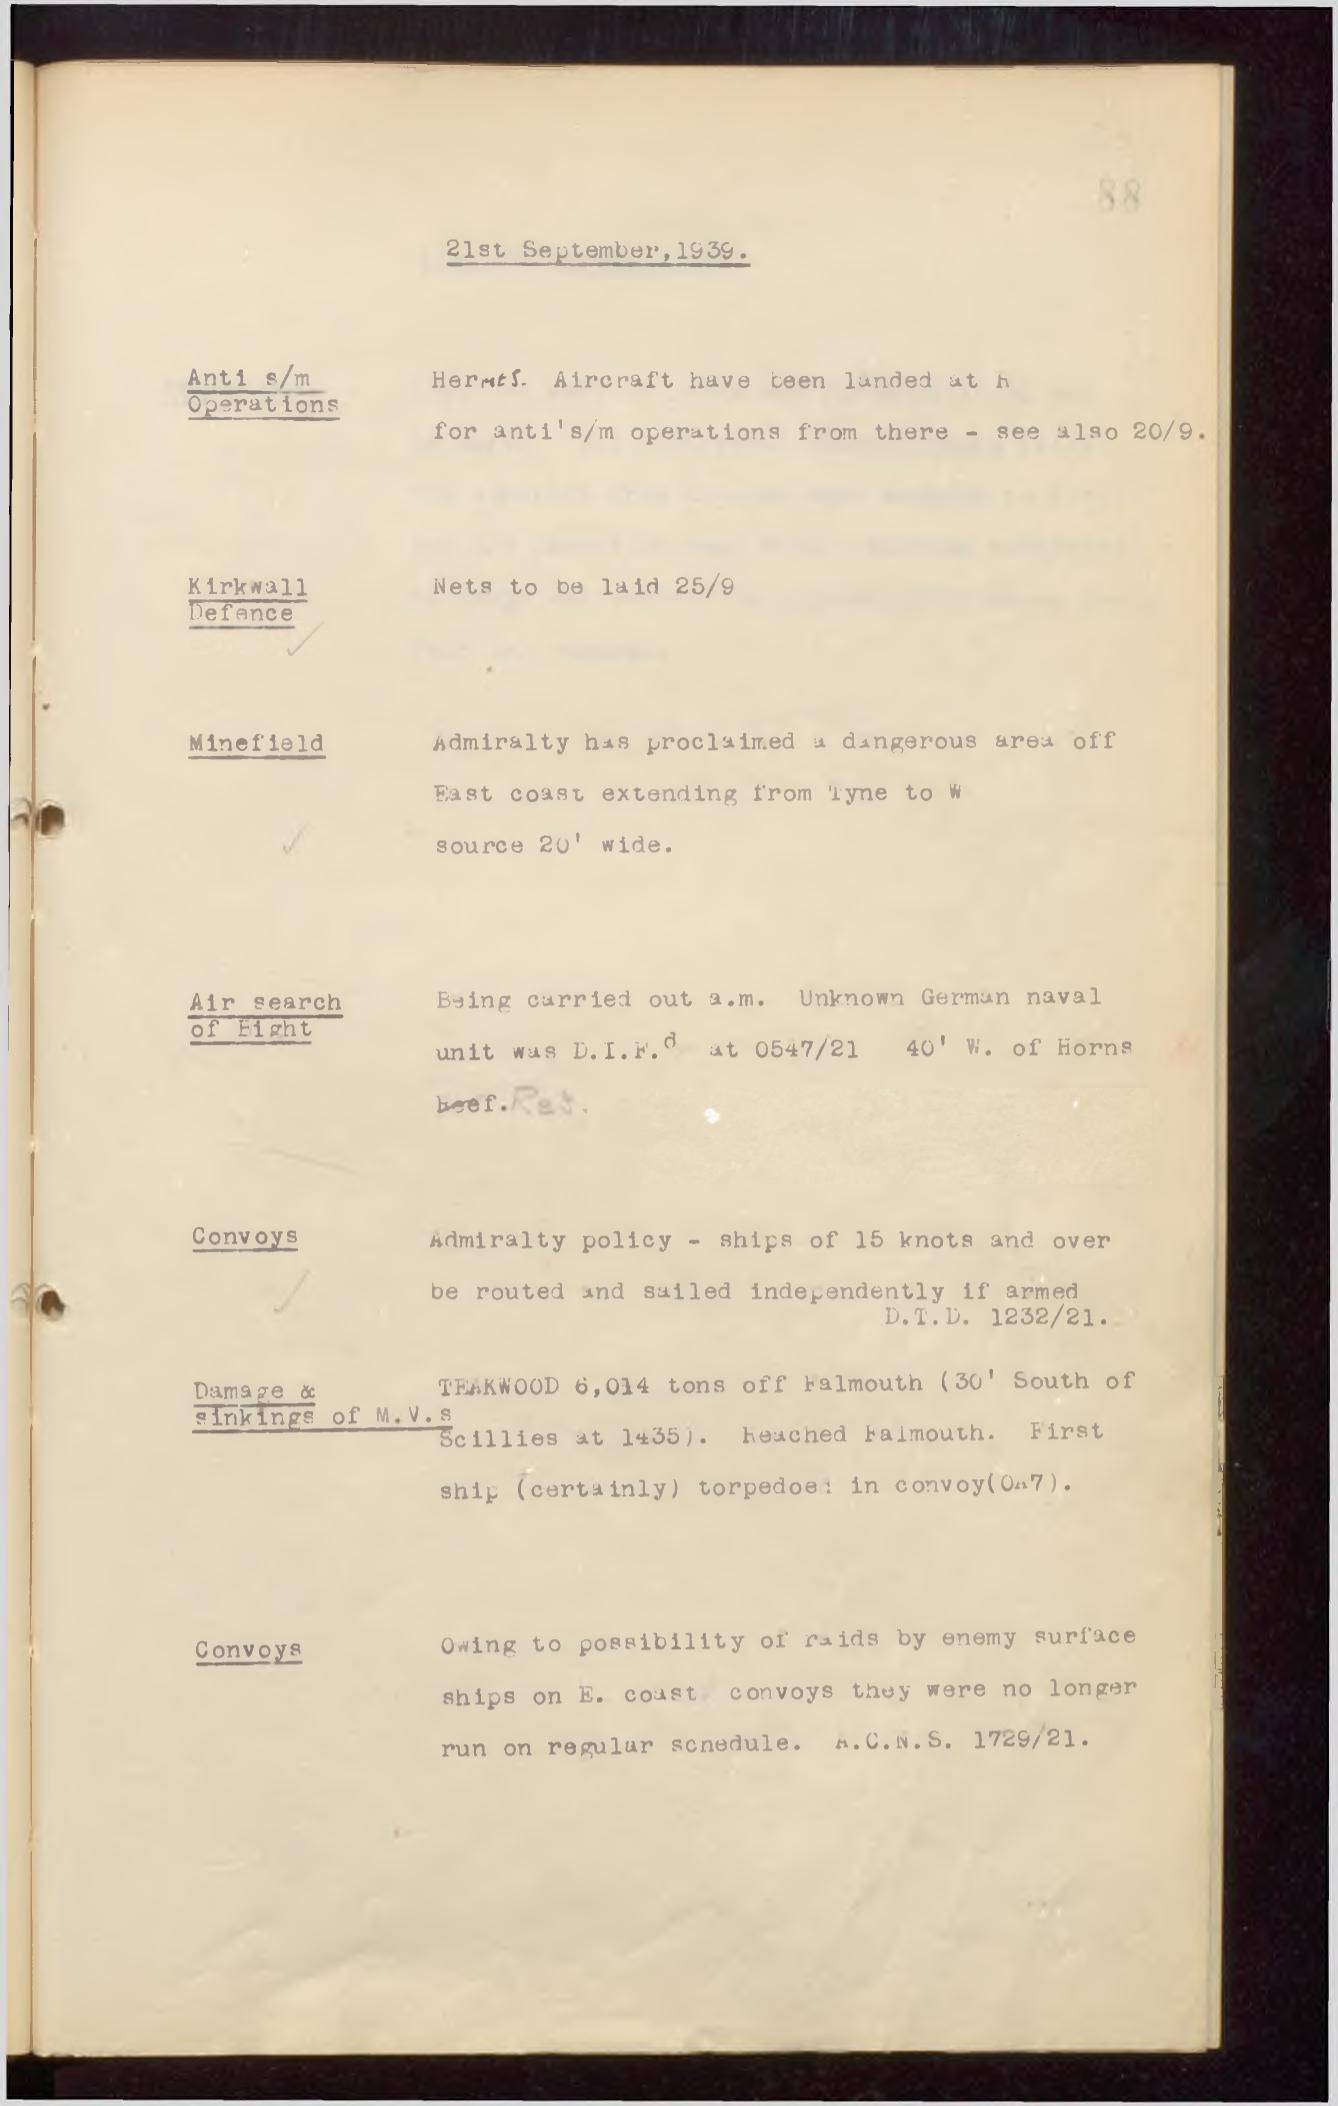 88
21st September,1939.
Anti s/m
Operations
Hermes. Aircraft have been landed at H
for anti's/m operations from there - see also 20/9.
Kirkwall
Defence
Nets to be laid 25/9
Minefield
Admiralty has proclaimed a dangerous area off
East coast extending from Tyne to W
source 20' wide.
Air search
of Bight
Being carried out a.m. Unknown German naval
unit was D.I.F.d at 0547/21 40' W. of Horns
Reef. Rev.
Convoys
Admiralty policy - ships of 15 knots and over
be routed and sailed independently if armed
D.T.D. 1232/21.
Damage &
sinkings of M.V.s
TEAKWOOD 6,014 tons off Falmouth (30' South of
Scillies at 1435). Reached Falmouth. First
ship (certainly) torpedoed in convoy(OA7).
Convoys
Owing to possibility of raids by enemy surface
ships on E. coast convoys they were no longer
run on regular schedule. A.C.N.S. 1729/21.